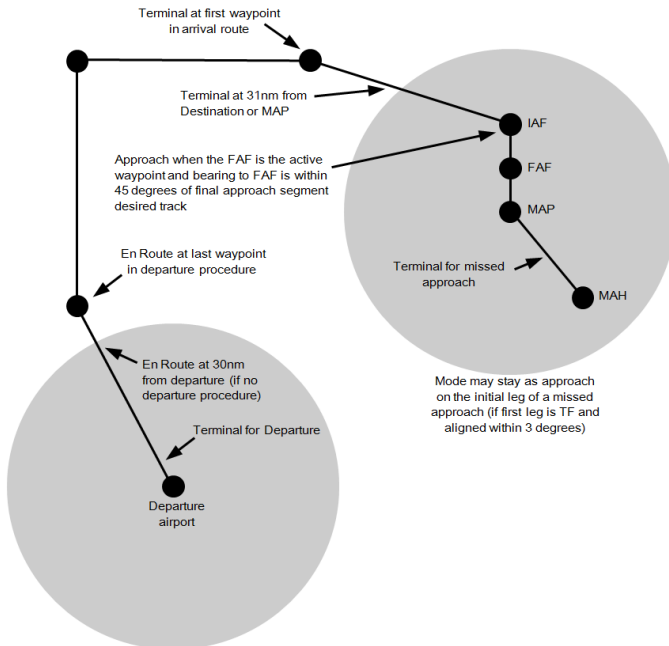 Terminal at first waypoint
in arrival route
Terminal at 31nm from
Destination or MAP
IAF
Approach when the FAF is the active
waypoint and bearing to FAF is within
45 degrees of final approach segment
desired track
FAF
MAP
En Route at last waypoint
in departure procedure
Terminal for missed
approach
MAH
En Route at 30nm
from departure (if no
departure procedure)
Mode may stay as approach
on the initial leg of a missed
approach (if first leg is TF and
aligned within 3 degrees)
Terminal for Departure
Departure
airport